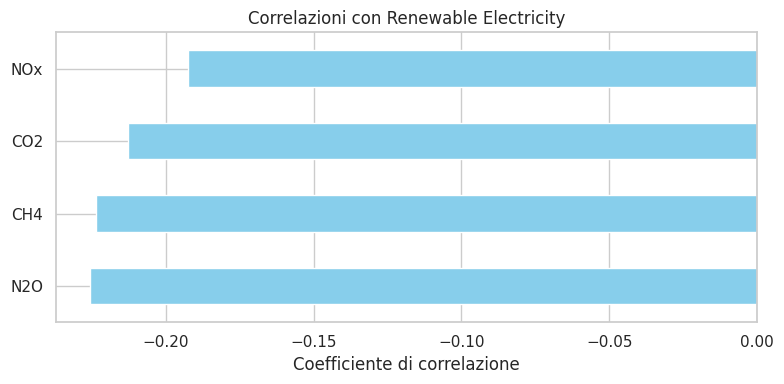 Correlazioni con Renewable Electricity
NOx
CO2
CH4
N2O
−0.20 −0.15 −0.10 −0.05 0.00
Coefficiente di correlazione